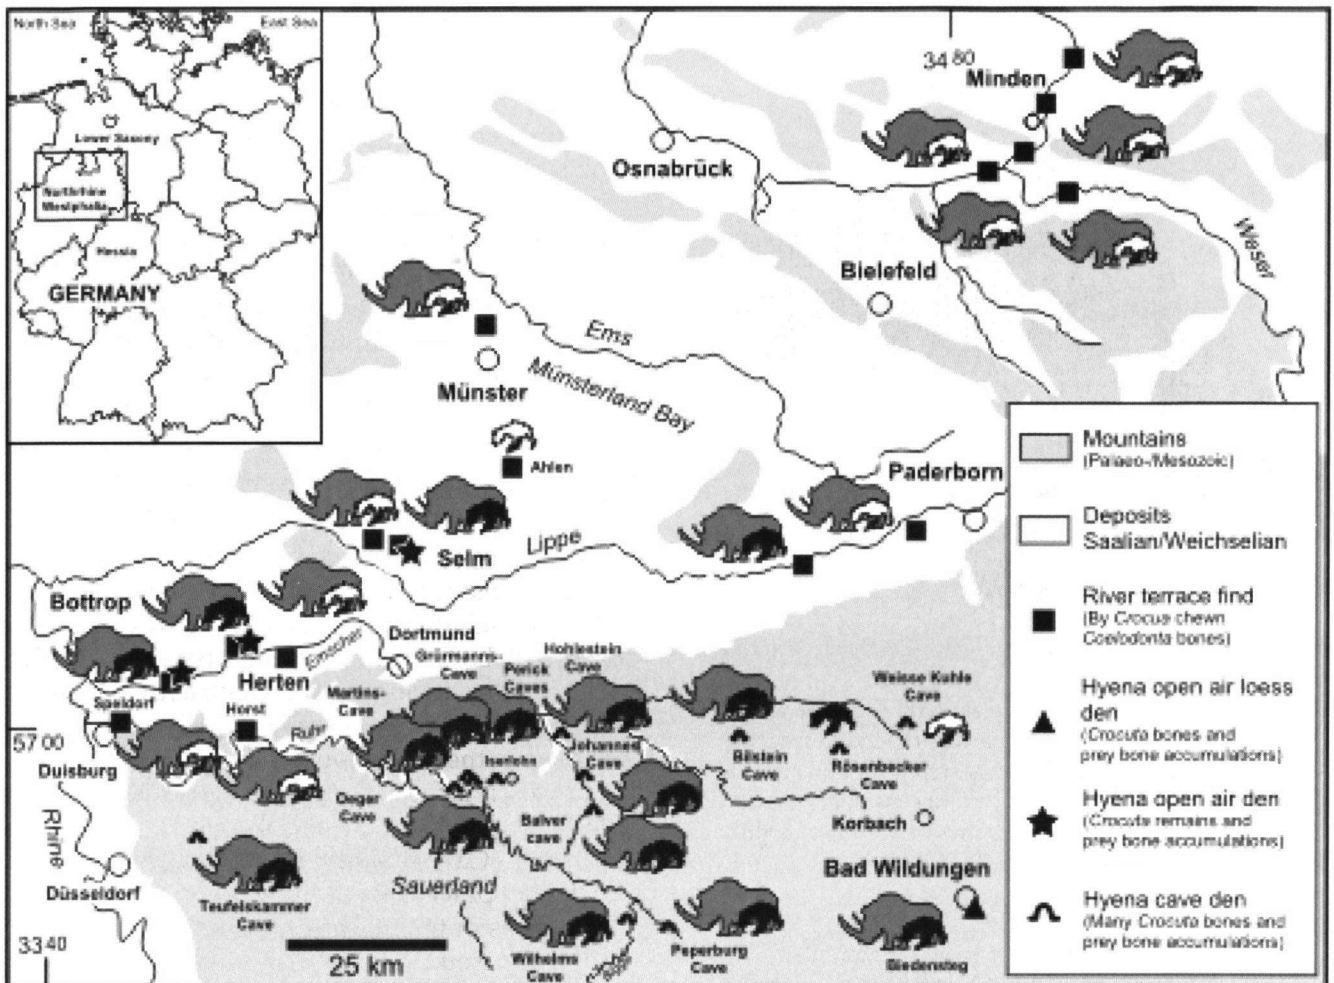 North Sea
East Sea
Lower Saxony
Northrhine
Westphalia
Hessia
GERMANY
34 80
Minden
Osnabrück
Weser
Bielefeld
Ems
Münsterland Bay
Münster
Ahlen
Paderborn
Selm
Lippe
Bottrop
Emscher
Dortmund
Herten
Grürmanns-
Cave
Hohlestein
Cave
Perick
Caves
Martins-
Cave
Weisse Kuhle
Cave
Speldorf
Horst
Ruhr
57 00
Duisburg
Iserlohn
Johannes
Cave
Bilstein
Cave
Rösenbecker
Cave
Oeger
Cave
Balver
cave
Korbach
Rhine
Düsseldorf
Teufelskammer
Cave
Sauerland
Bad Wildungen
33 40
25 km
Wilhelms
Cave
Peperburg
Cave
Biedensteg
Mountains
(Palaeo-/Mesozoic)
Deposits
Saalian/Weichselian
River terrace find
(By Crocua chewn
Coelodonta bones)
Hyena open air loess
den
(Crocuta bones and
prey bone accumulations)
Hyena open air den
(Crocuta remains and
prey bone accumulations)
Hyena cave den
(Many Crocuta bones and
prey bone accumulations)